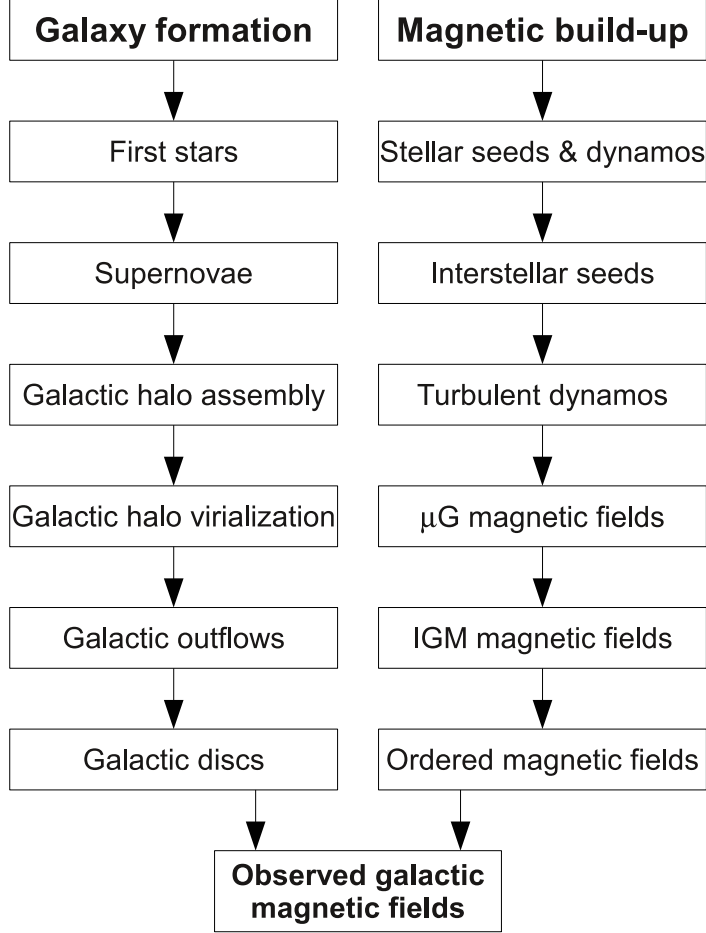 Galaxy formation
First stars
Supernovae
Galactic halo assembly
Galactic halo virialization
Galactic outflows
Galactic discs
Magnetic build-up
Stellar seeds & dynamos
Interstellar seeds
Turbulent dynamos
μG magnetic fields
IGM magnetic fields
Ordered magnetic fields
Observed galactic
magnetic fields